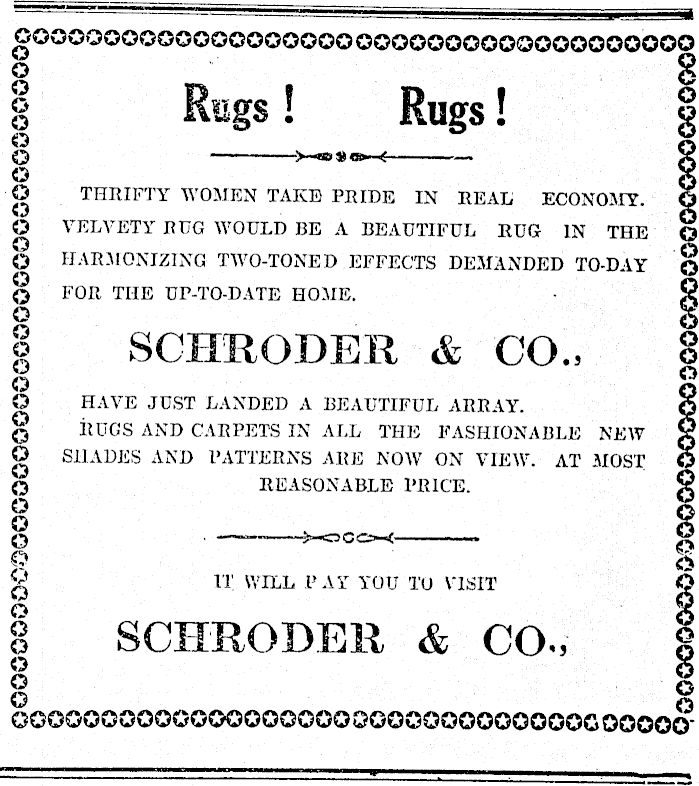 Rugs! Rugs!
THRIFTY WOMEN TAKE PRIDE IN REAL ECONOMY.
VELVETY RUG WOULD BE A BEAUTIFUL RUG IN THE
HARMONIZING TWO-TONED EFFECTS DEMANDED TO-DAY
FOR THE UP-TO-DATE HOME.
SCHRODER & CO.,
HAVE JUST LANDED A BEAUTIFUL ARRAY.
RUGS AND CARPETS IN ALL THE FASHIONABLE NEW
SHADES AND PATTERNS ARE NOW ON VIEW. AT MOST
REASONABLE PRICE.
IT WILL PAY YOU TO VISIT
SCHRODER & CO.,